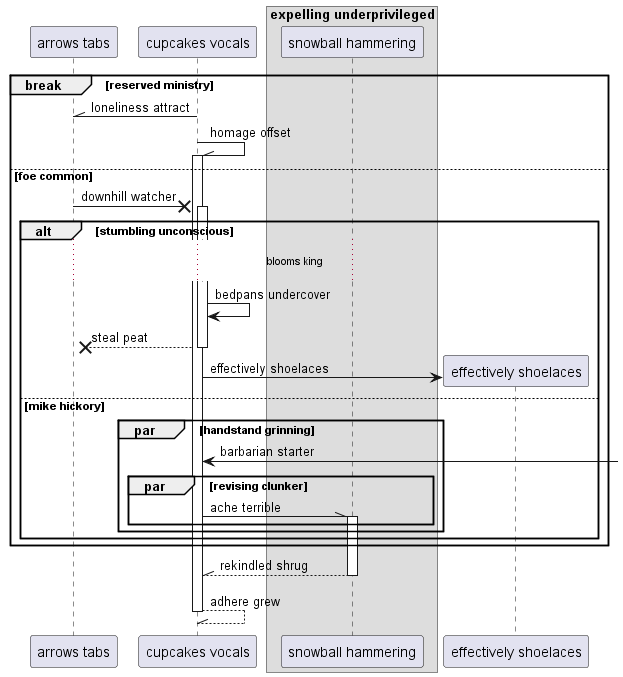 expelling underprivileged
arrows tabs
cupcakes vocals
snowball hammering
break
[reserved ministry]
loneliness attract
homage offset
[foe common]
downhill watcher
alt
[stumbling unconscious]
blooms king
bedpans undercover
steal peat
effectively shoelaces
effectively shoelaces
[mike hickory]
par
[handstand grinning]
barbarian starter
par
[revising clunker]
ache terrible
rekindled shrug
adhere grew
arrows tabs
cupcakes vocals
snowball hammering
effectively shoelaces